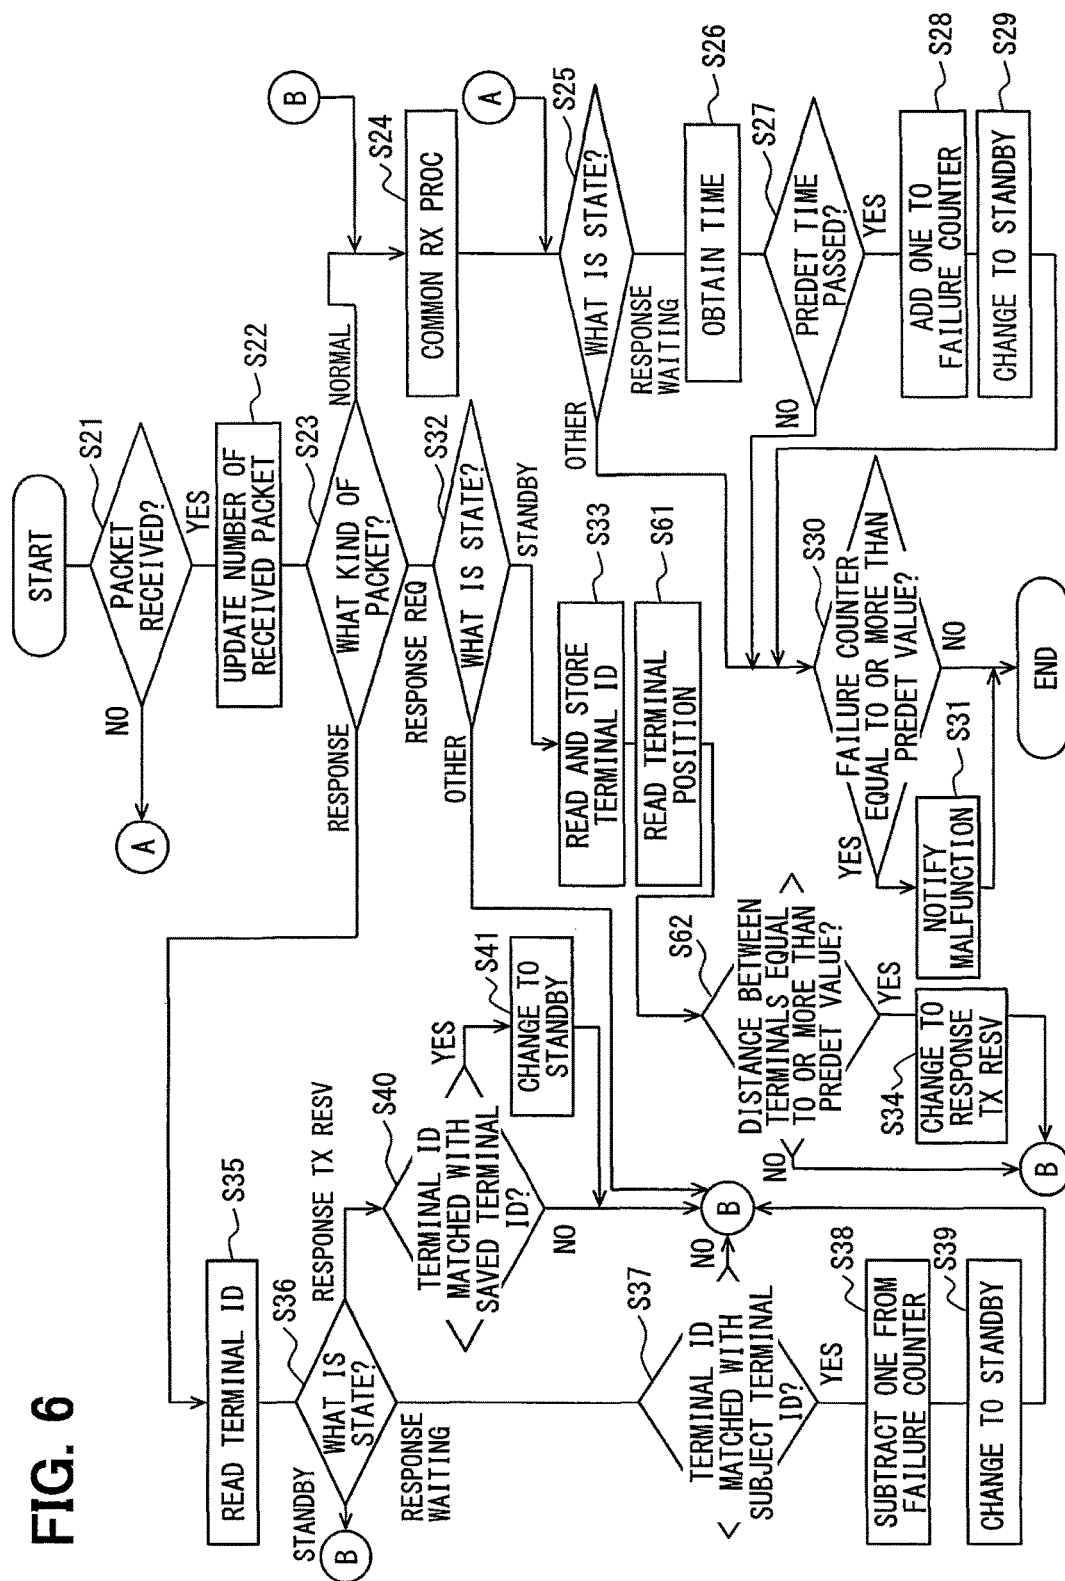 FIG. 6
START
S21
PACKET
RECEIVED?
NO
A
YES
S22
UPDATE NUMBER OF
RECEIVED PACKET
S23
WHAT KIND OF
PACKET?
NORMAL
RESPONSE
RESPONSE REQ
B
S24
COMMON RX PROC
A
S25
WHAT IS STATE?
OTHER
RESPONSE
WAITING
S26
OBTAIN TIME
S27
PREDET TIME
PASSED?
NO
YES
S28
ADD ONE TO
FAILURE COUNTER
S29
CHANGE TO STANDBY
S30
FAILURE COUNTER
EQUAL TO OR MORE THAN
PREDET VALUE?
YES
NO
S31
NOTIFY
MALFUNCTION
END
S32
WHAT IS STATE?
OTHER
STANDBY
S33
READ AND STORE
TERMINAL ID
S61
READ TERMINAL
POSITION
S62
DISTANCE BETWEEN
TERMINALS EQUAL
TO OR MORE THAN
PREDET VALUE?
NO
YES
S34
CHANGE TO
RESPONSE
TX RESV
B
S35
READ TERMINAL ID
S36
WHAT IS
STATE?
STANDBY
B
RESPONSE TX RESV
RESPONSE
WAITING
S40
TERMINAL ID
MATCHED WITH
SAVED TERMINAL
ID?
YES
NO
S41
CHANGE TO
STANDBY
B
S37
TERMINAL ID
MATCHED WITH
SUBJECT TERMINAL
ID?
NO
YES
S38
SUBTRACT ONE FROM
FAILURE COUNTER
S39
CHANGE TO STANDBY